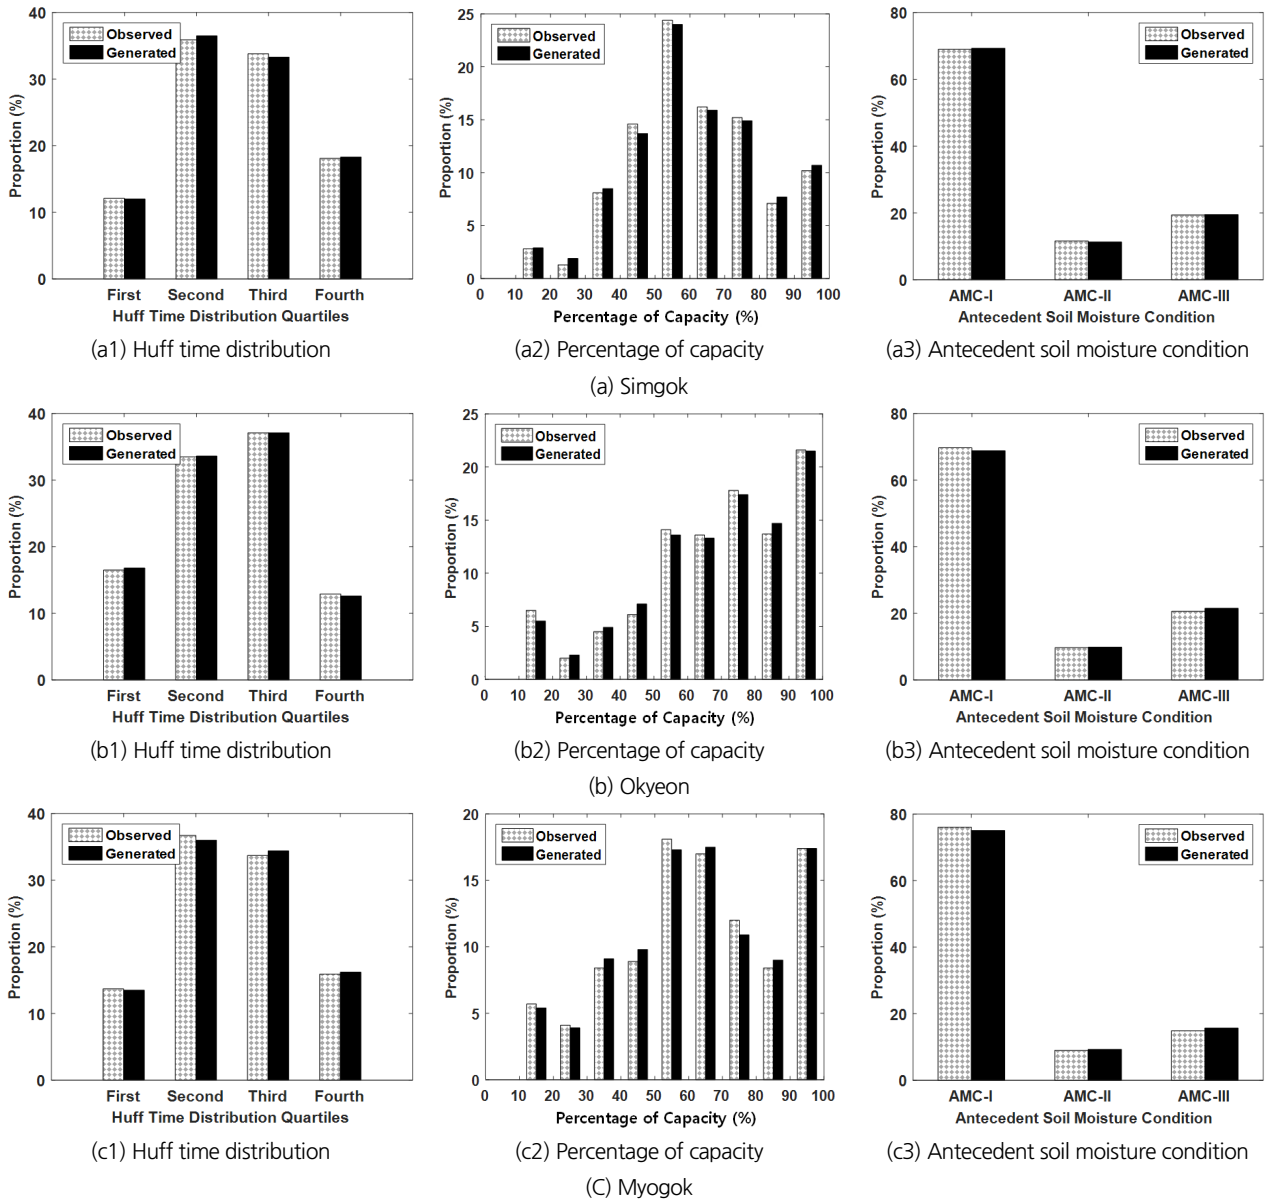 40
30
20
10
0
Proportion (%)
Observed
Generated
First Second Third Fourth
Huff Time Distribution Quartiles
(a1) Huff time distribution
25
20
15
10
5
0
Proportion (%)
Observed
Generated
0 10 20 30 40 50 60 70 80 90 100
Percentage of Capacity (%)
(a2) Percentage of capacity
80
60
40
20
0
Proportion (%)
Observed
Generated
AMC-I AMC-II AMC-III
Antecedent Soil Moisture Condition
(a3) Antecedent soil moisture condition
(a) Simgok
40
30
20
10
0
Proportion (%)
Observed
Generated
First Second Third Fourth
Huff Time Distribution Quartiles
(b1) Huff time distribution
25
20
15
10
5
0
Proportion (%)
Observed
Generated
0 10 20 30 40 50 60 70 80 90 100
Percentage of Capacity (%)
(b2) Percentage of capacity
80
60
40
20
0
Proportion (%)
Observed
Generated
AMC-I AMC-II AMC-III
Antecedent Soil Moisture Condition
(b3) Antecedent soil moisture condition
(b) Okyeon
40
30
20
10
0
Proportion (%)
Observed
Generated
First Second Third Fourth
Huff Time Distribution Quartiles
(c1) Huff time distribution
20
15
10
5
0
Proportion (%)
Observed
Generated
0 10 20 30 40 50 60 70 80 90 100
Percentage of Capacity (%)
(c2) Percentage of capacity
80
60
40
20
0
Proportion (%)
Observed
Generated
AMC-I AMC-II AMC-III
Antecedent Soil Moisture Condition
(c3) Antecedent soil moisture condition
(C) Myogok